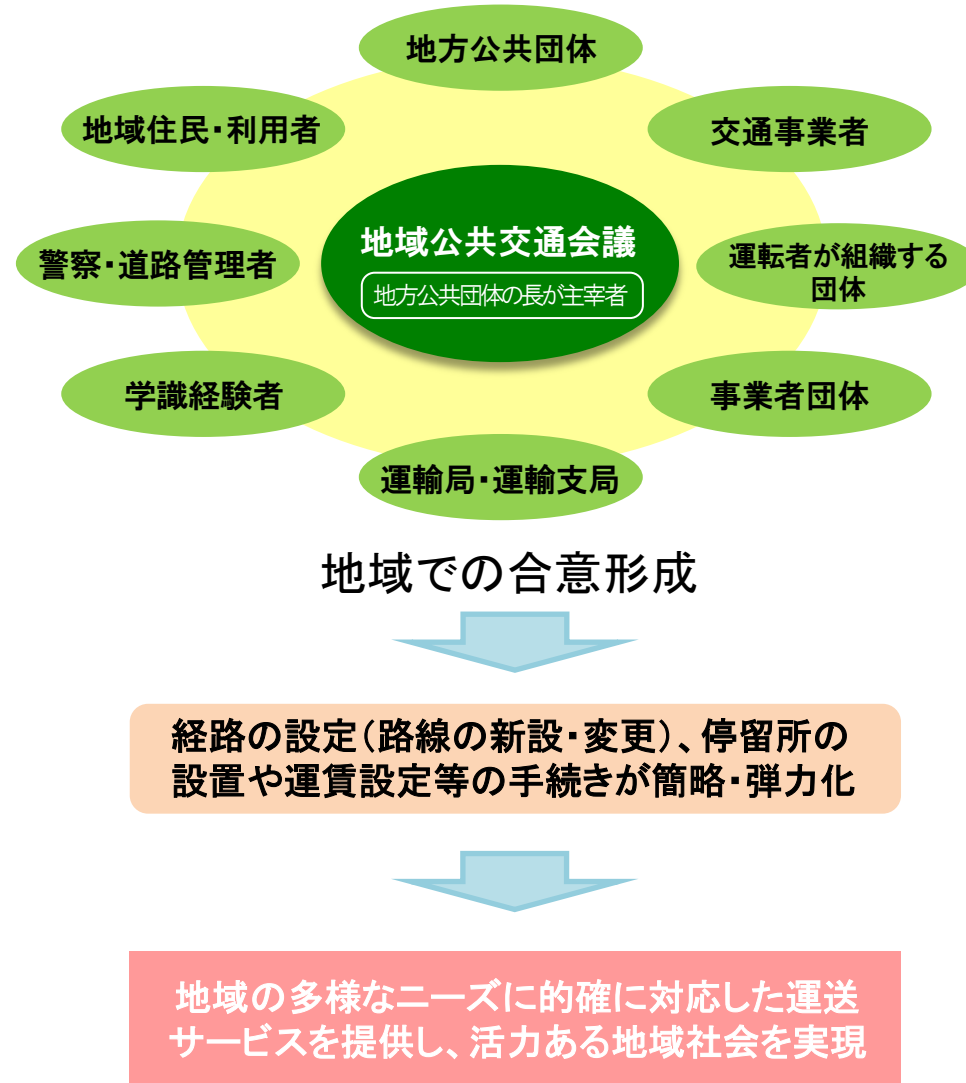 地方公共団体
地域住民・利用者
交通事業者
地域公共交通会議
地方公共団体の長が主宰者
警察・道路管理者
運転者が組織する
団体
学識経験者
事業者団体
運輸局・運輸支局
地域での合意形成
経路の設定(路線の新設・変更)、停留所の
設置や運賃設定等の手続きが簡略・弾力化
地域の多様なニーズに的確に対応した運送
サービスを提供し、活力ある地域社会を実現